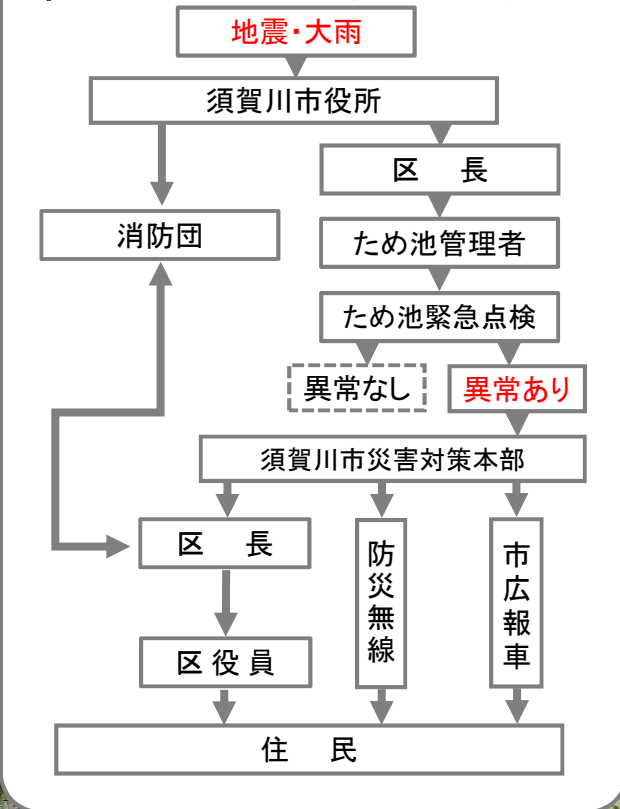 地震・大雨
須賀川市役所
区　長
消防団
ため池管理者
ため池緊急点検
異常なし
異常あり
須賀川市災害対策本部
区　長
防災無線
市広報車
区役員
住　民